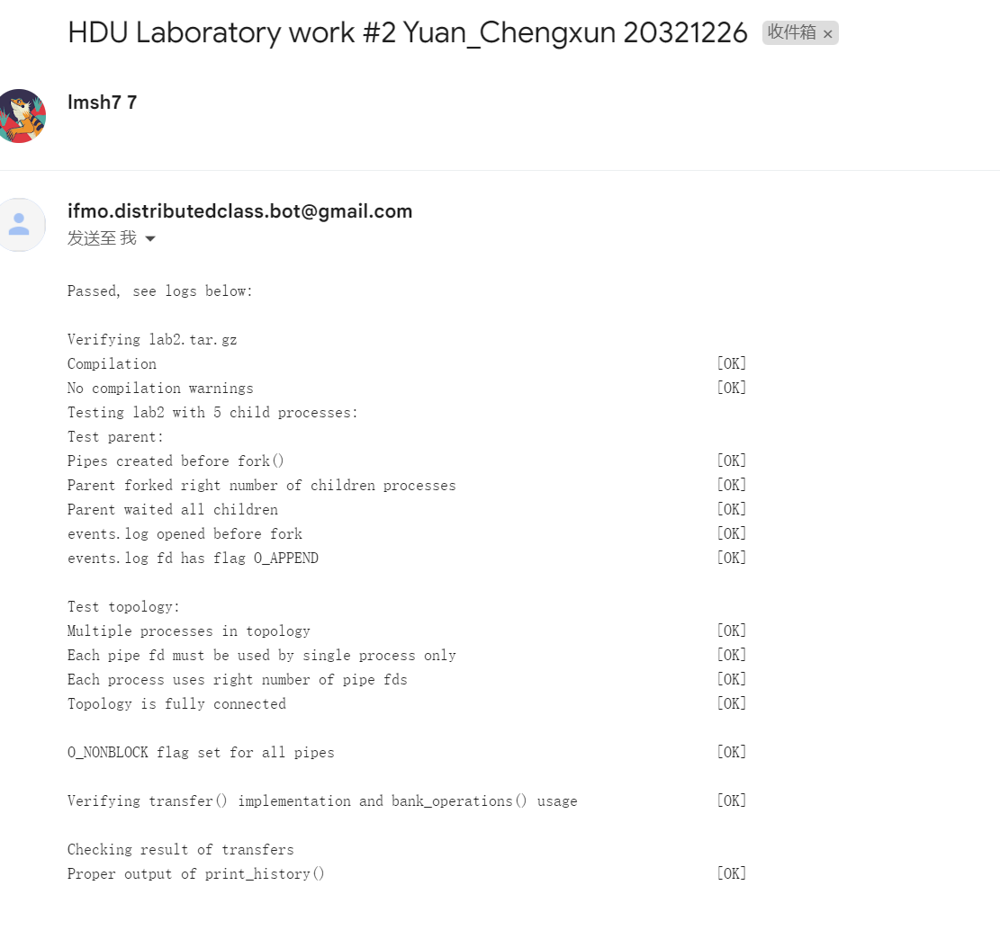 HDU Laboratory work #2 Yuan_Chengxun 20321226 收件箱 ×
lmsh7 7
ifmo.distributedclass.bot@gmail.com
发送至 我
Passed, see logs below:
Verifying lab2.tar.gz
Compilation [OK]
No compilation warnings [OK]
Testing lab2 with 5 child processes:
Test parent:
Pipes created before fork() [OK]
Parent forked right number of children processes [OK]
Parent waited all children [OK]
events.log opened before fork [OK]
events.log fd has flag O_APPEND [OK]
Test topology:
Multiple processes in topology [OK]
Each pipe fd must be used by single process only [OK]
Each process uses right number of pipe fds [OK]
Topology is fully connected [OK]
O_NONBLOCK flag set for all pipes [OK]
Verifying transfer() implementation and bank_operations() usage [OK]
Checking result of transfers
Proper output of print_history() [OK]